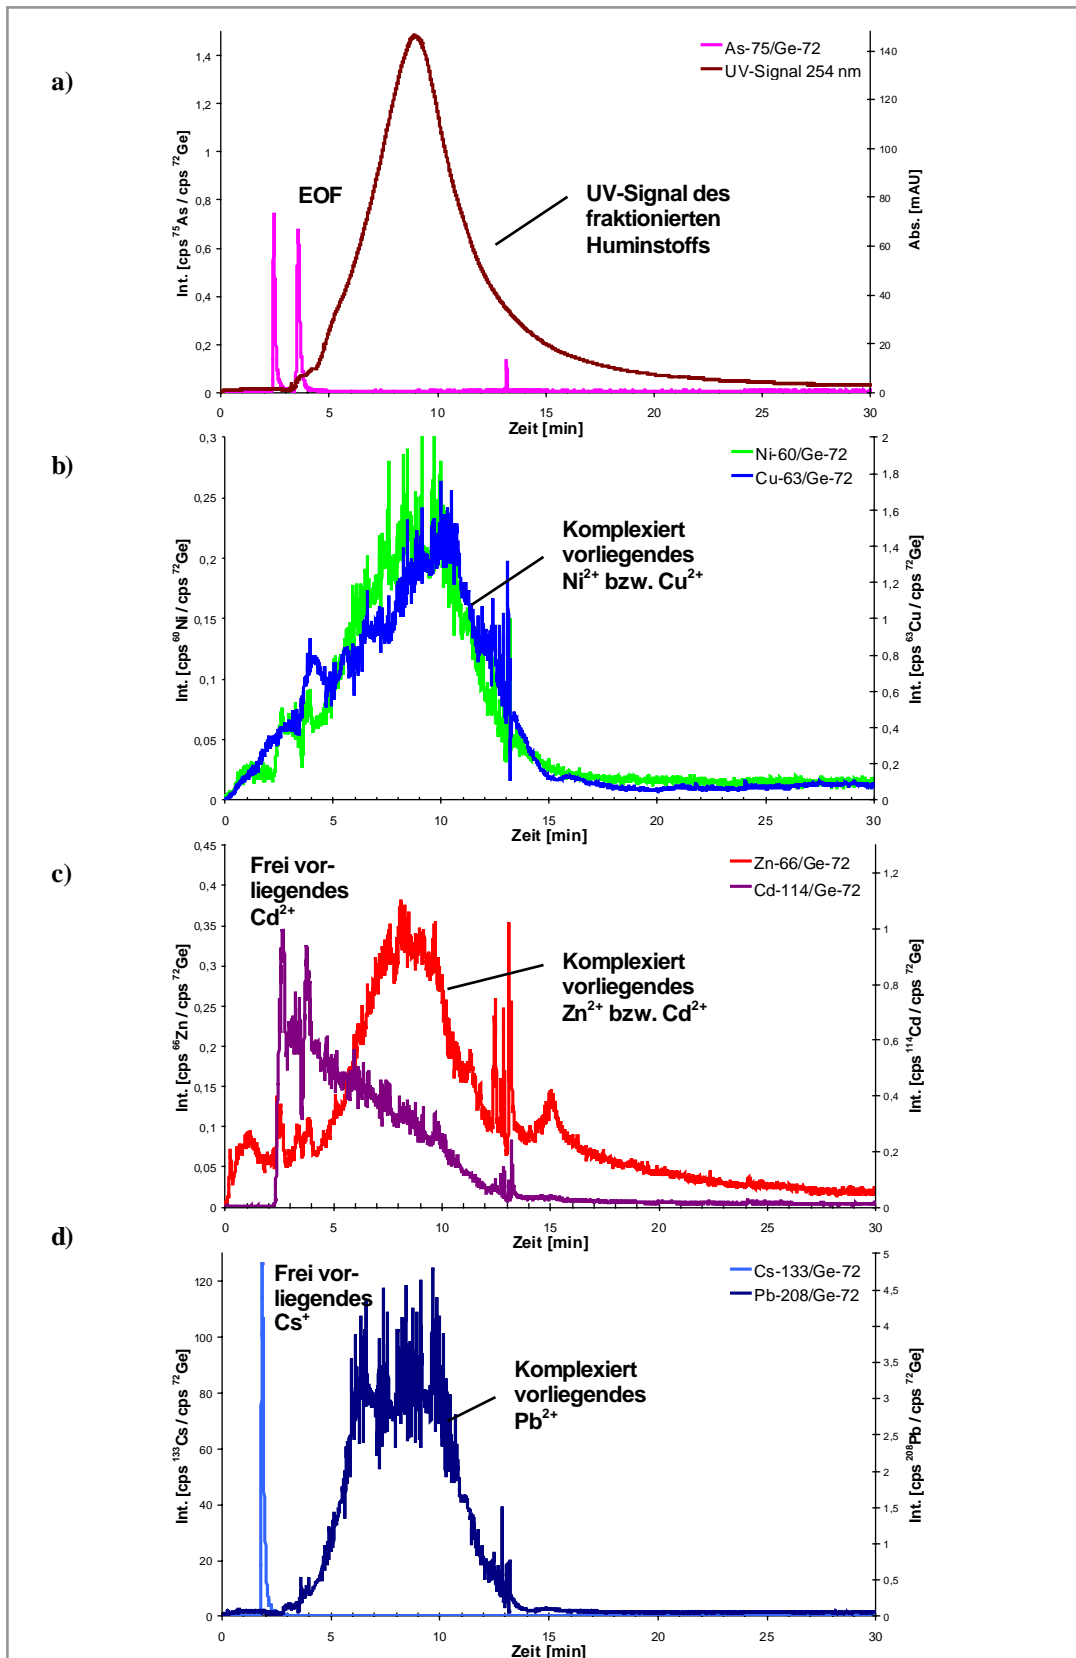 a)
As-75/Ge-72
UV-Signal 254 nm
EOF
UV-Signal des
fraktionierten
Huminstoffs
Int. [cps ⁷⁵As / cps ⁷²Ge]
Abs. [mAU]
1,4
1,2
1
0,8
0,6
0,4
0,2
0
140
120
100
80
60
40
20
0
0 5 10 15 20 25 30
Zeit [min]
b)
Ni-60/Ge-72
Cu-63/Ge-72
Komplexiert
vorliegendes
Ni²⁺ bzw. Cu²⁺
Int. [cps ⁶⁰Ni / cps ⁷²Ge]
Int. [cps ⁶³Cu / cps ⁷²Ge]
0,3
0,25
0,2
0,15
0,1
0,05
0
2
1,8
1,6
1,4
1,2
1
0,8
0,6
0,4
0,2
0
0 5 10 15 20 25 30
Zeit [min]
c)
Zn-66/Ge-72
Cd-114/Ge-72
Frei vor-
liegendes
Cd²⁺
Komplexiert
vorliegendes
Zn²⁺ bzw. Cd²⁺
Int. [cps ⁶⁶Zn / cps ⁷²Ge]
Int. [cps ¹¹⁴Cd / cps ⁷²Ge]
0,45
0,4
0,35
0,3
0,25
0,2
0,15
0,1
0,05
0
1,2
1
0,8
0,6
0,4
0,2
0
0 5 10 15 20 25 30
Zeit [min]
d)
Cs-133/Ge-72
Pb-208/Ge-72
Frei vor-
liegendes
Cs⁺
Komplexiert
vorliegendes
Pb²⁺
Int. [cps ¹³³Cs / cps ⁷²Ge]
Int. [cps ²⁰⁸Pb / cps ⁷²Ge]
120
100
80
60
40
20
0
5
4,5
4
3,5
3
2,5
2
1,5
1
0,5
0
0 5 10 15 20 25 30
Zeit [min]